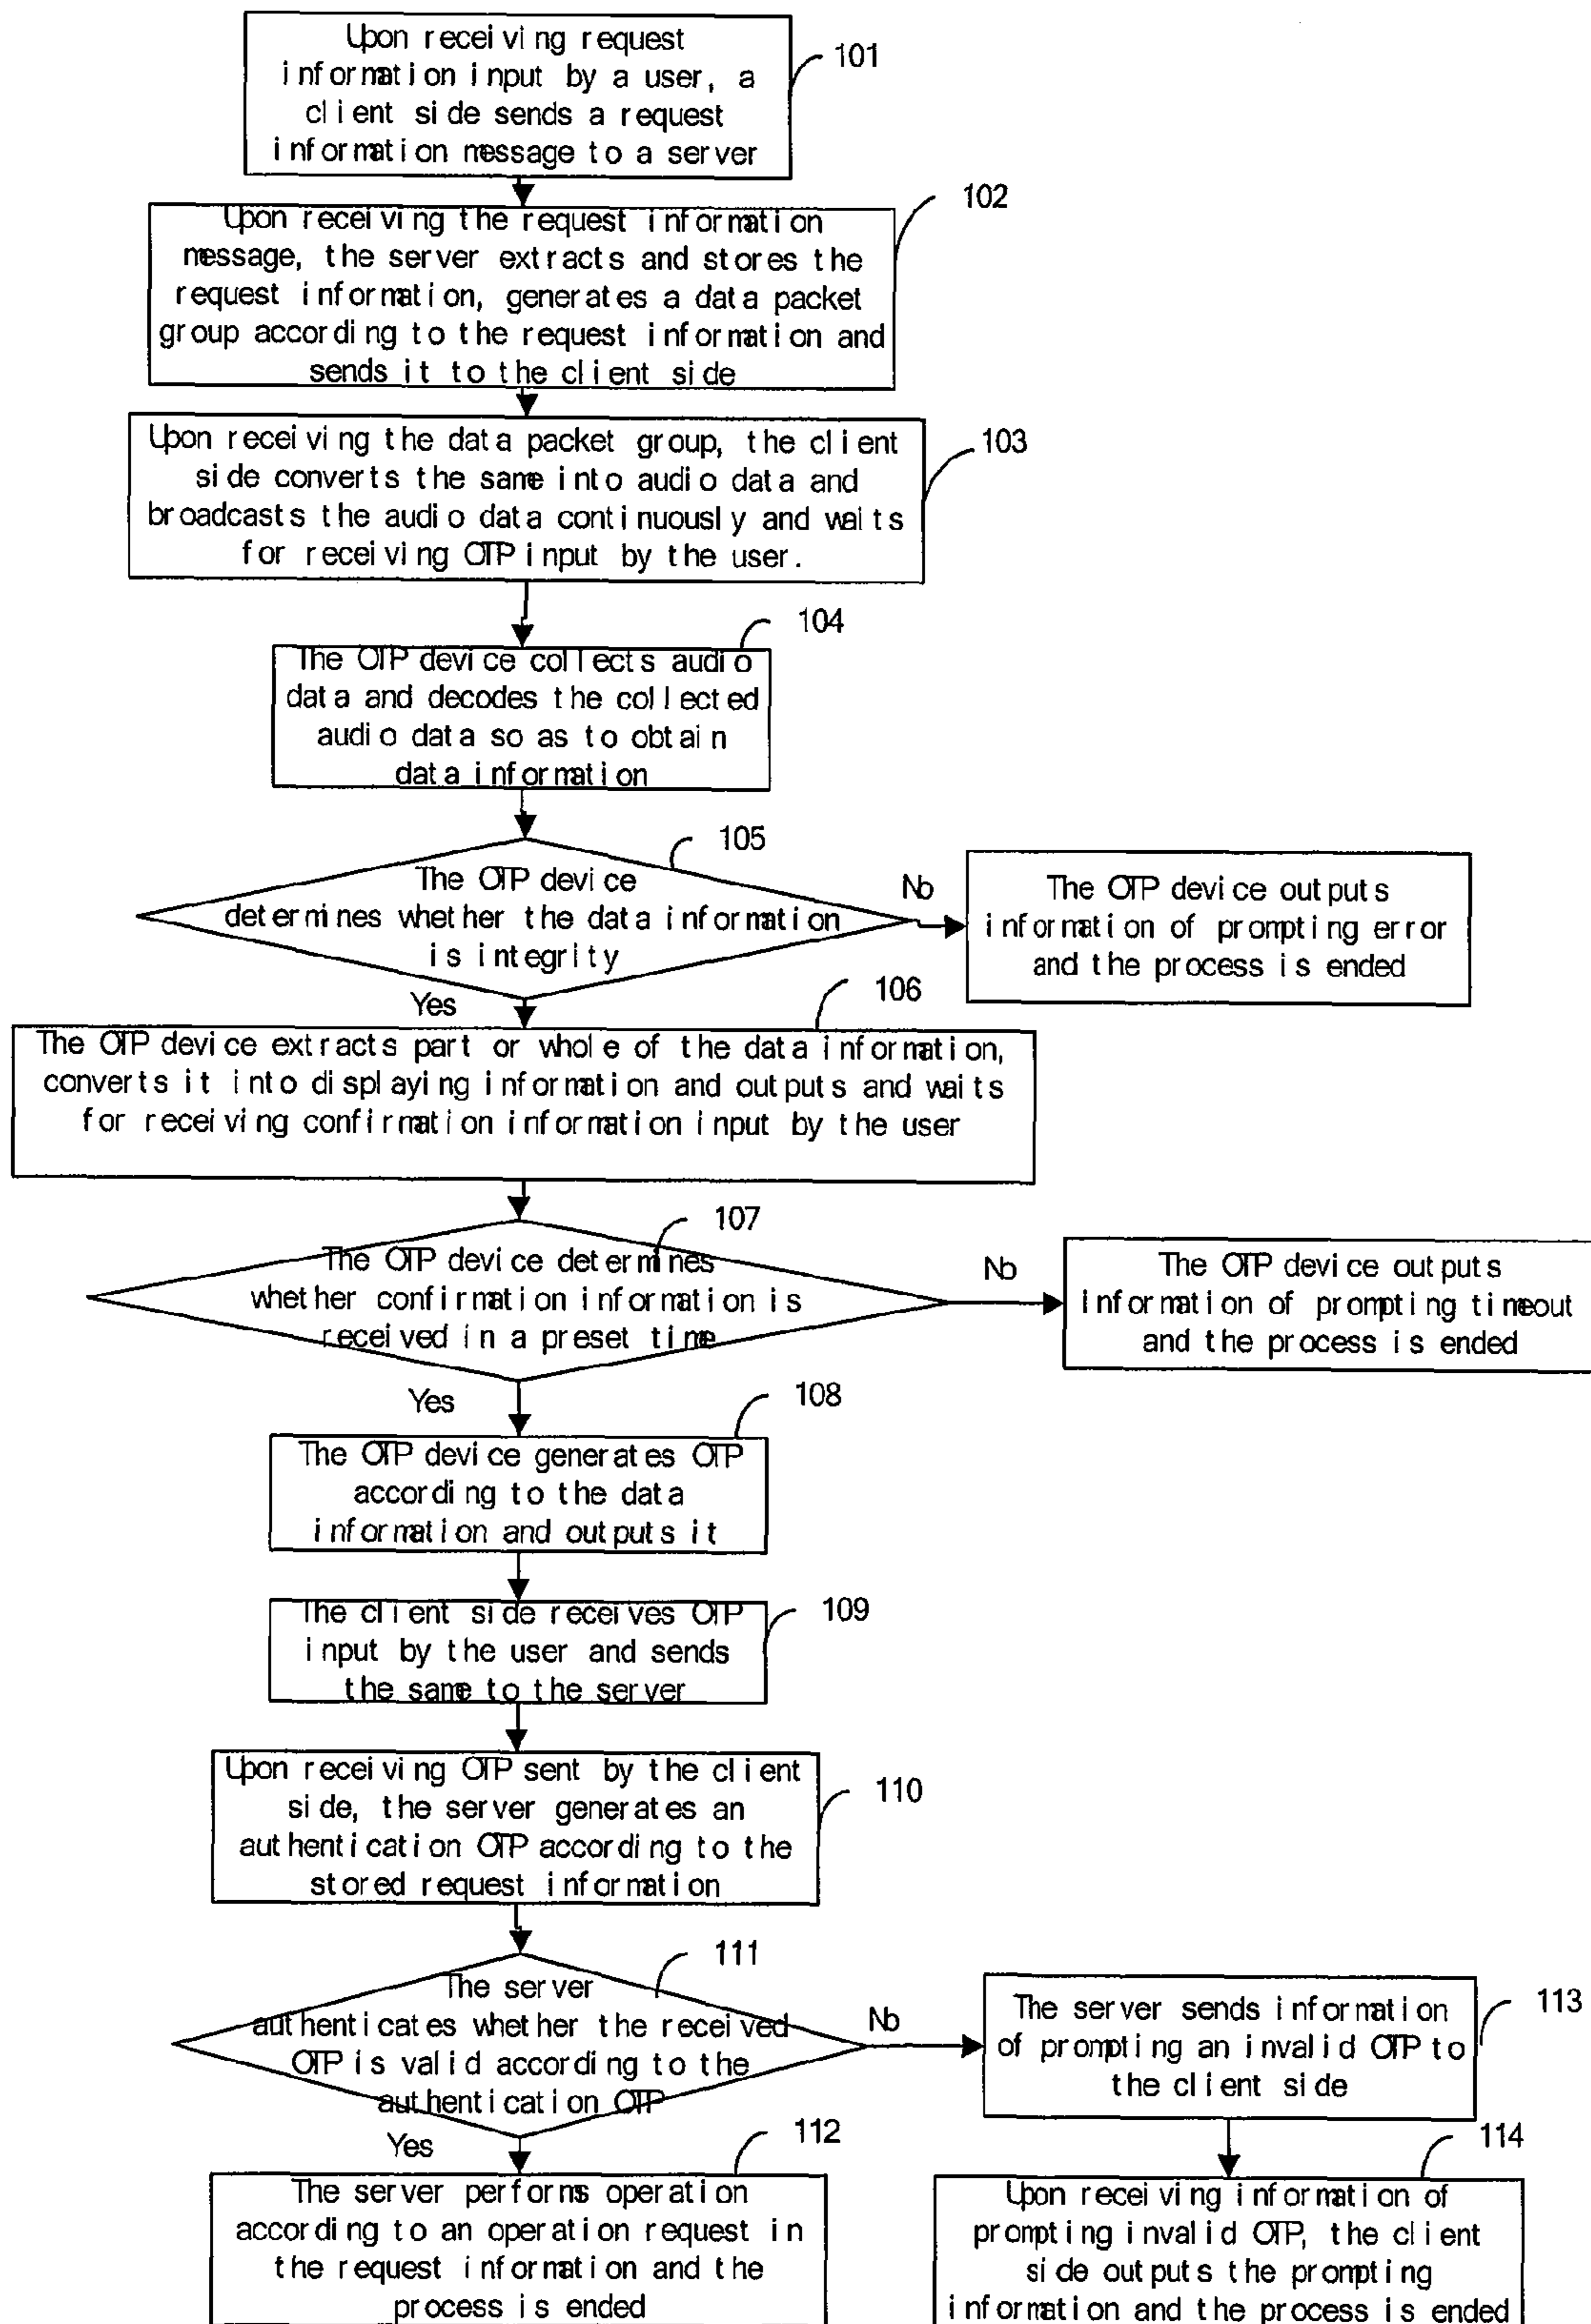 Upon receiving request
information input by a user, a
client side sends a request
information message to a server
101
Upon receiving the request information
message, the server extracts and stores the
request information, generates a data packet
group according to the request information and
sends it to the client side
102
Upon receiving the data packet group, the client
side converts the same into audio data and
broadcasts the audio data continuously and waits
for receiving OTP input by the user.
103
The OTP device collects audio
data and decodes the collected
audio data so as to obtain
data information
104
The OTP device
determines whether the data information
is integrity
105
No
The OTP device outputs
information of prompting error
and the process is ended
Yes
The OTP device extracts part or whole of the data information,
converts it into displaying information and outputs and waits
for receiving confirmation information input by the user
106
The OTP device determines
whether confirmation information is
received in a preset time
107
No
The OTP device outputs
information of prompting timeout
and the process is ended
Yes
The OTP device generates OTP
according to the data
information and outputs it
108
The client side receives OTP
input by the user and sends
the same to the server
109
Upon receiving OTP sent by the client
side, the server generates an
authentication OTP according to the
stored request information
110
The server
authenticates whether the received
OTP is valid according to the
authentication OTP
111
No
The server sends information
of prompting an invalid OTP to
the client side
113
Yes
The server performs operation
according to an operation request in
the request information and the
process is ended
112
Upon receiving information of
prompting invalid OTP, the client
side outputs the prompting
information and the process is ended
114